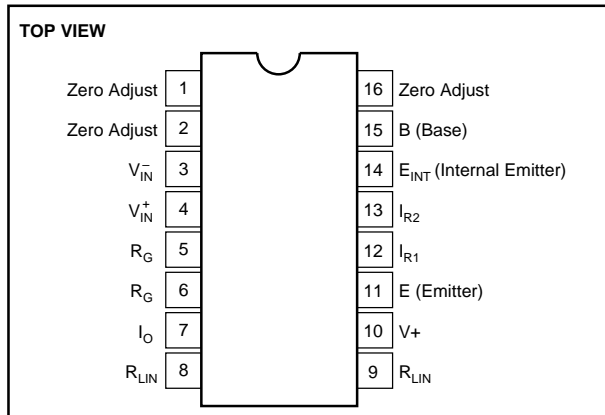 TOP VIEW
Zero Adjust 1 16 Zero Adjust
Zero Adjust 2 15 B (Base)
V⁻IN 3 14 EINT (Internal Emitter)
V⁺IN 4 13 IR2
RG 5 12 IR1
RG 6 11 E (Emitter)
IO 7 10 V+
RLIN 8 9 RLIN